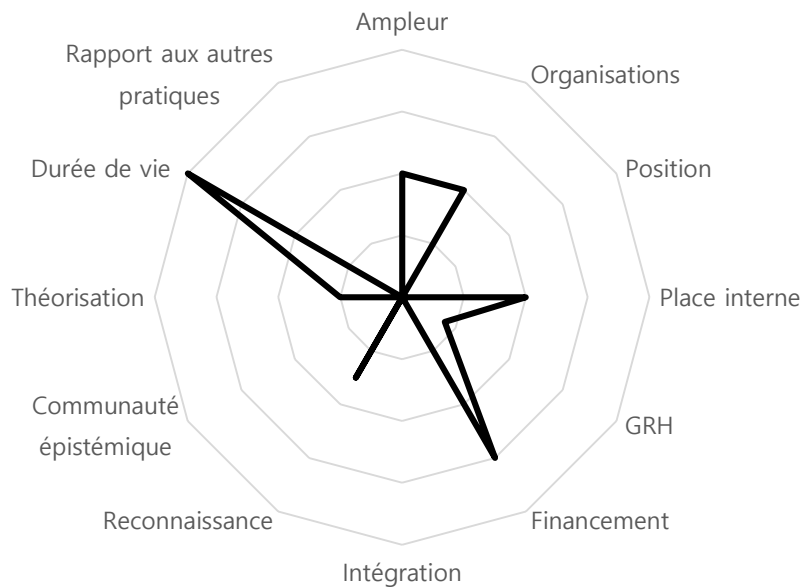 Ampleur
Rapport aux autres
pratiques
Organisations
Durée de vie
Position
Théorisation
Place interne
Communauté
épistémique
GRH
Reconnaissance
Financement
Intégration